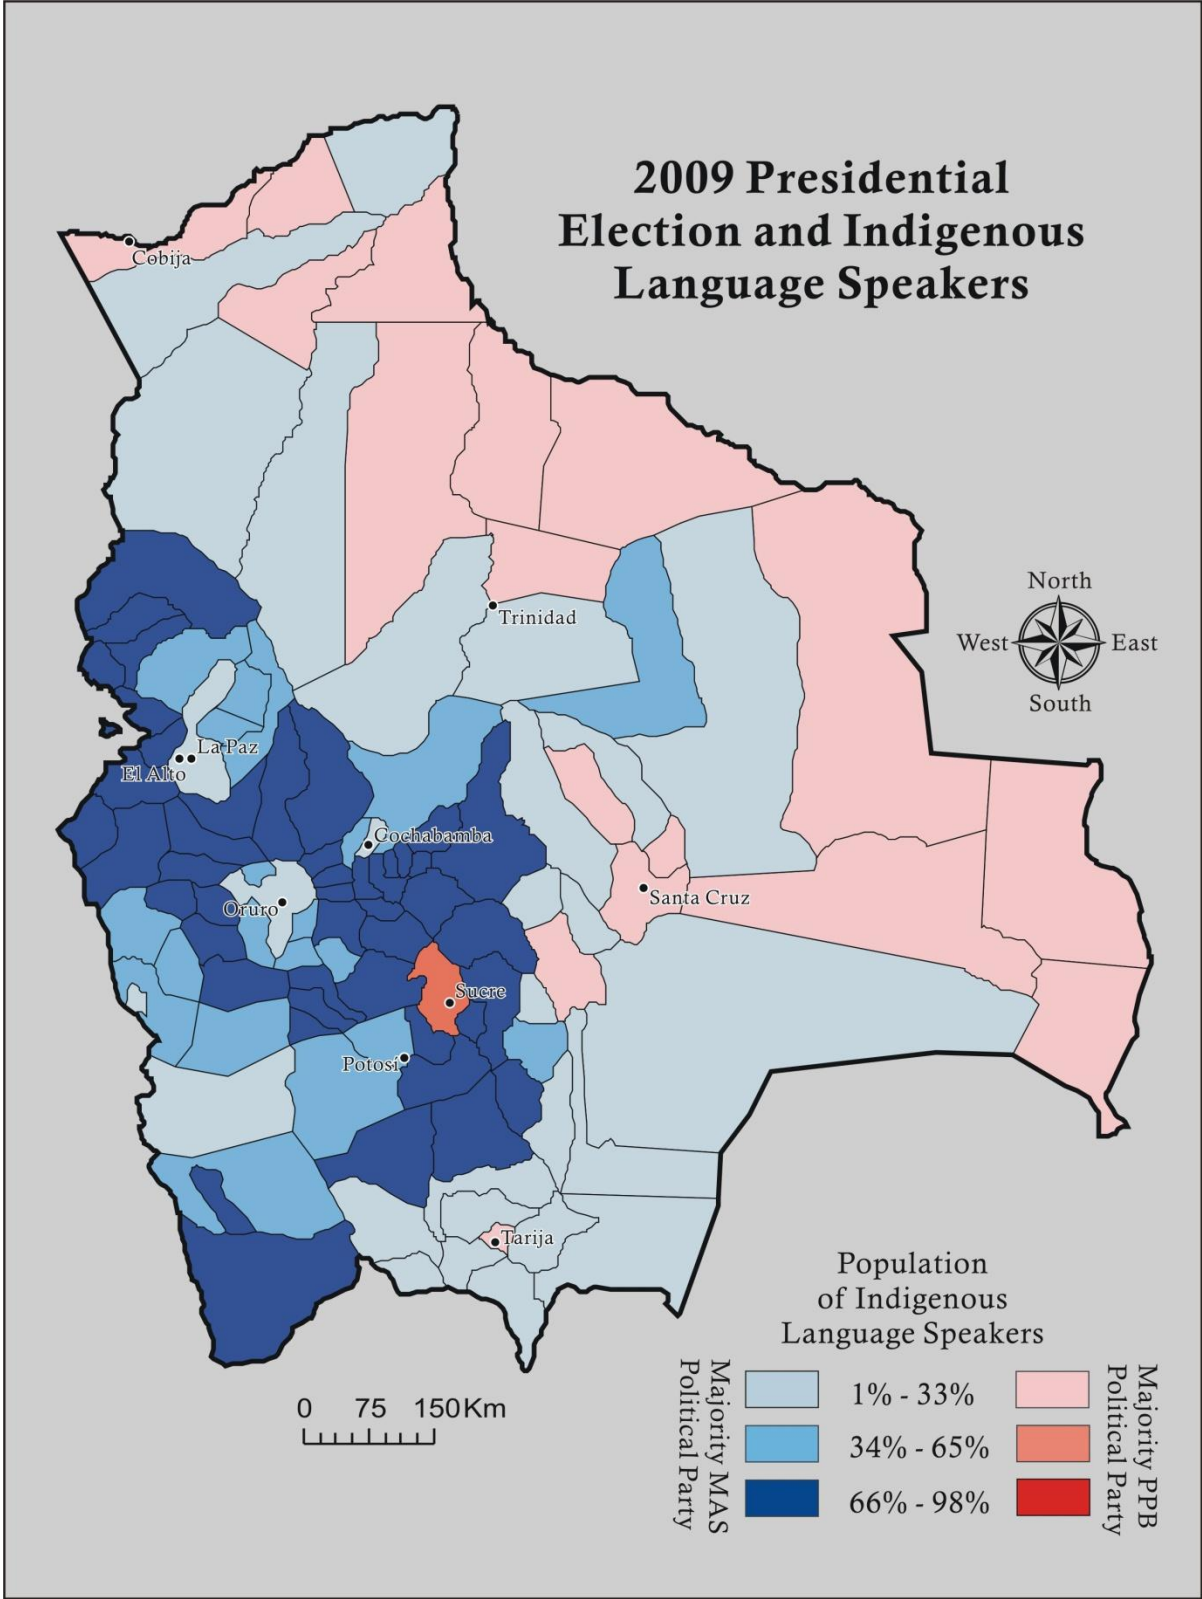 2009 Presidential
Election and Indigenous
Language Speakers
Cobija
Trinidad
North
West
East
South
La Paz
El Alto
Cochabamba
Oruro
Santa Cruz
Sucre
Potosí
Tarija
Population
of Indigenous
Language Speakers
Majority MAS
Political Party
1% - 33%
34% - 65%
66% - 98%
Majority PPB
Political Party
0 75 150 Km